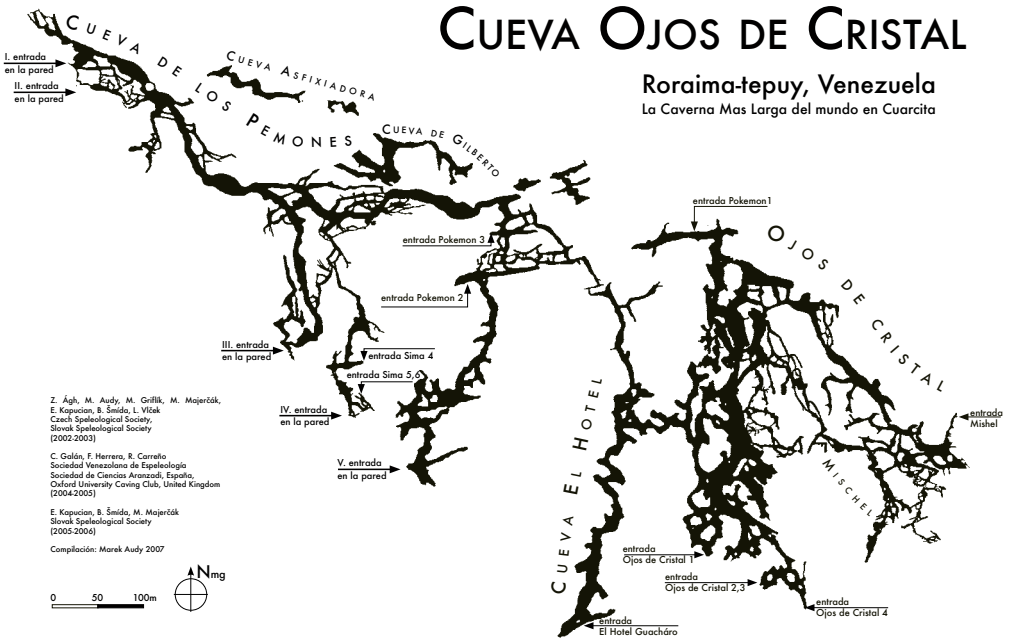 CUEVA OJOS DE CRISTAL
Roraima-tepuy, Venezuela
La Caverna Mas Larga del mundo en Cuarcita
CUEVA DE LOS PEMONES
CUEVA ASFIXIADORA
CUEVA DE GILBERTO
I. entrada
en la pared
II. entrada
en la pared
entrada Pokemon1
OJOS DE CRISTAL
entrada Pokemon 3
entrada Pokemon 2
III. entrada
en la pared
entrada Sima 4
entrada Sima 5,6
IV. entrada
en la pared
V. entrada
en la pared
CUEVA EL HOTEL
entrada
Mishel
MISCHEL
Z. Ágh, M. Audy, M. Griflík, M. Majerčák,
E. Kapucian, B. Šmída, L. Vlček
Czech Speleological Society,
Slovak Speleological Society
(2002-2003)
C. Galán, F. Herrera, R. Carreño
Sociedad Venezolana de Espeleología
Sociedad de Ciencias Aranzadi, España,
Oxford University Caving Club, United Kingdom
(2004-2005)
E. Kapucian, B. Šmída, M. Majerčák
Slovak Speleological Society
(2005-2006)
Compilación: Marek Audy 2007
entrada
Ojos de Cristal 1
entrada
Ojos de Cristal 2,3
entrada
Ojos de Cristal 4
entrada
El Hotel Guacháro
Nmg
0 50 100m